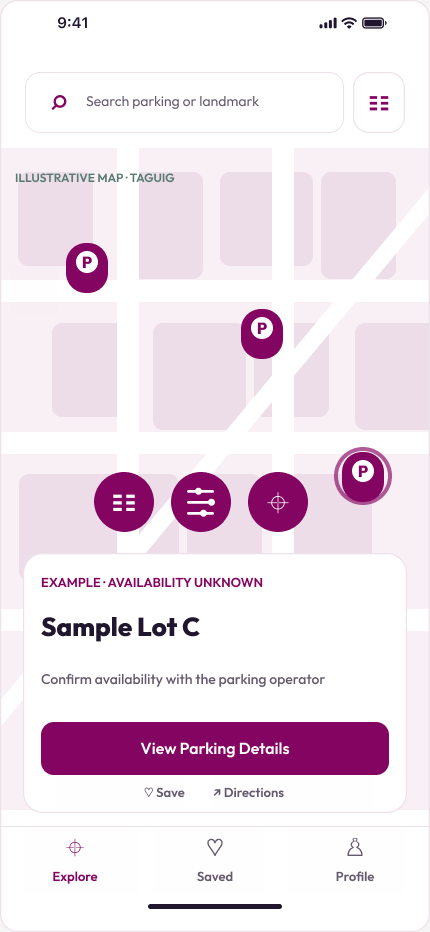 9:41
Search parking or landmark
ILLUSTRATIVE MAP · TAGUIG
P
P
P
EXAMPLE · AVAILABILITY UNKNOWN
Sample Lot C
Confirm availability with the parking operator
View Parking Details
♡ Save ↗ Directions
Explore Saved Profile